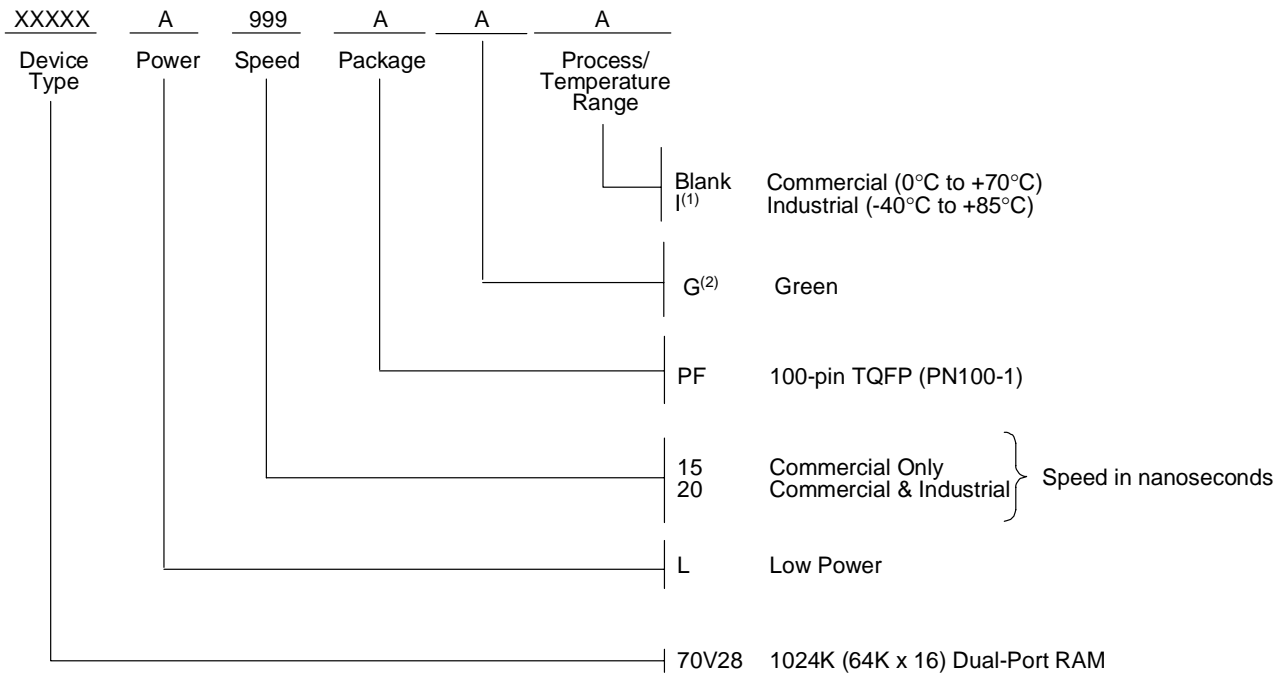 XXXXX A 999 A A A
Device Type Power Speed Package Process/ Temperature Range
Blank Commercial (0°C to +70°C)
I(1) Industrial (-40°C to +85°C)
G(2) Green
PF 100-pin TQFP (PN100-1)
15 Commercial Only
20 Commercial & Industrial
Speed in nanoseconds
L Low Power
70V28 1024K (64K x 16) Dual-Port RAM